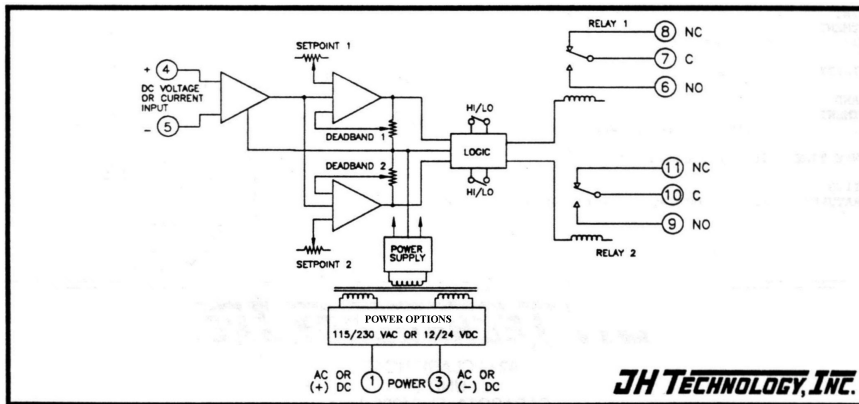 RELAY 1
8 NC
SETPOINT 1
+ 4
7 C
DC VOLTAGE
OR CURRENT
INPUT
6 NO
- 5
HI/LO
DEADBAND 1
LOGIC
DEADBAND 2
HI/LO
11 NC
10 C
9 NO
SETPOINT 2
POWER
SUPPLY
RELAY 2
POWER OPTIONS
115/230 VAC OR 12/24 VDC
AC OR
(+) DC
1 POWER 3
AC OR
(-) DC
JH TECHNOLOGY, INC.